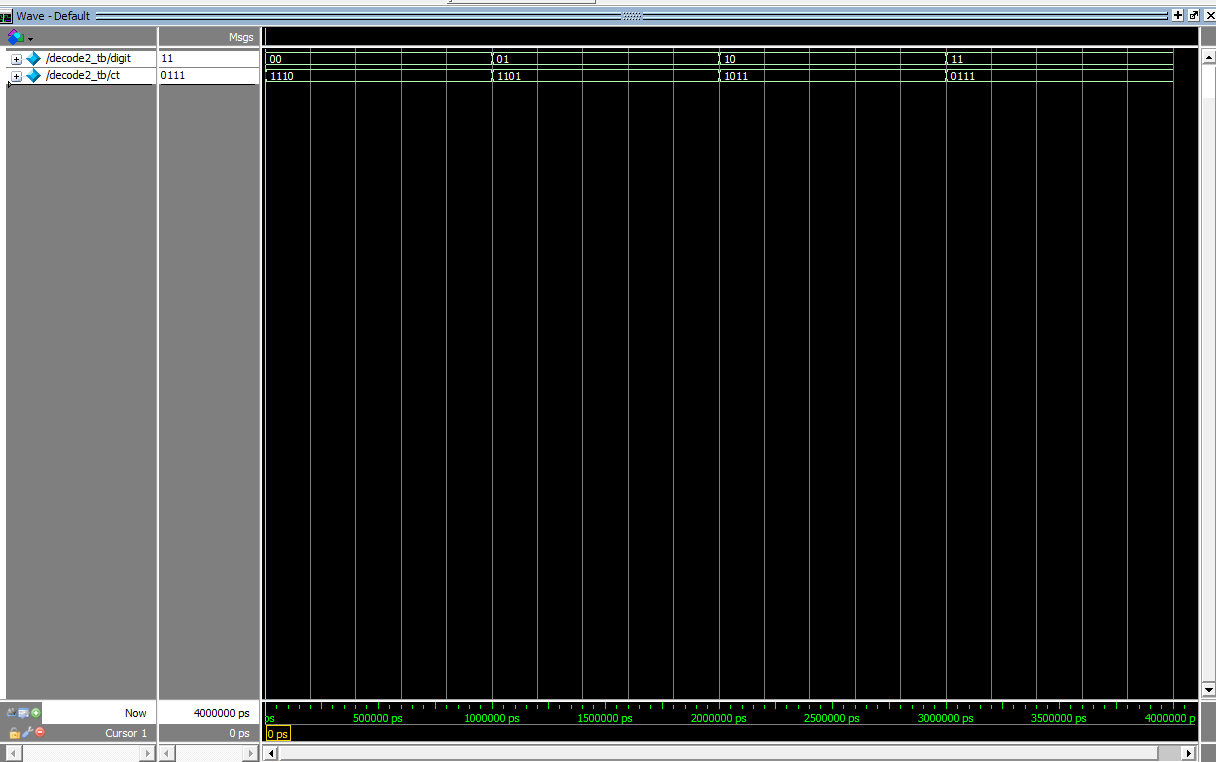 Wave - Default
Msgs
/decode2_tb/digit 11 00 01 10 11
/decode2_tb/ct 0111 1110 1101 1011 0111
Now 4000000 ps ps 500000 ps 1000000 ps 1500000 ps 2000000 ps 2500000 ps 3000000 ps 3500000 ps 4000000 p
Cursor 1 0 ps 0 ps